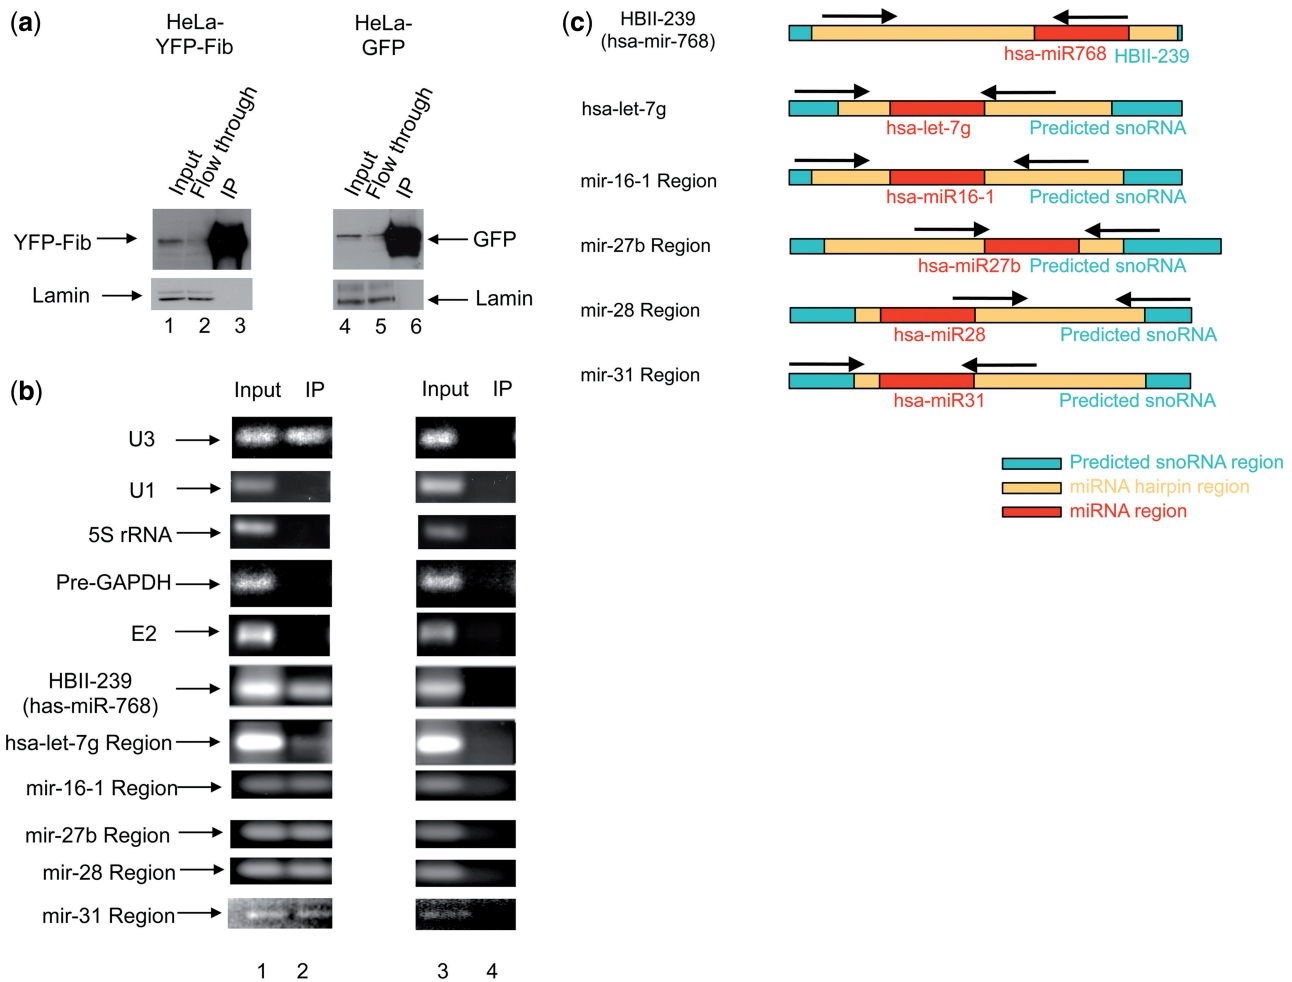 (a)
HeLa-
YFP-Fib
HeLa-
GFP
Input
Flow through
IP
Input
Flow through
IP
YFP-Fib
GFP
Lamin
Lamin
1 2 3
4 5 6
(b)
Input IP
Input IP
U3
U1
5S rRNA
Pre-GAPDH
E2
HBII-239
(has-miR-768)
hsa-let-7g Region
mir-16-1 Region
mir-27b Region
mir-28 Region
mir-31 Region
1 2
3 4
(c)
HBII-239
(hsa-mir-768)
hsa-miR768 HBII-239
hsa-let-7g
hsa-let-7g Predicted snoRNA
mir-16-1 Region
hsa-miR16-1 Predicted snoRNA
mir-27b Region
hsa-miR27b Predicted snoRNA
mir-28 Region
hsa-miR28 Predicted snoRNA
mir-31 Region
hsa-miR31 Predicted snoRNA
Predicted snoRNA region
miRNA hairpin region
miRNA region